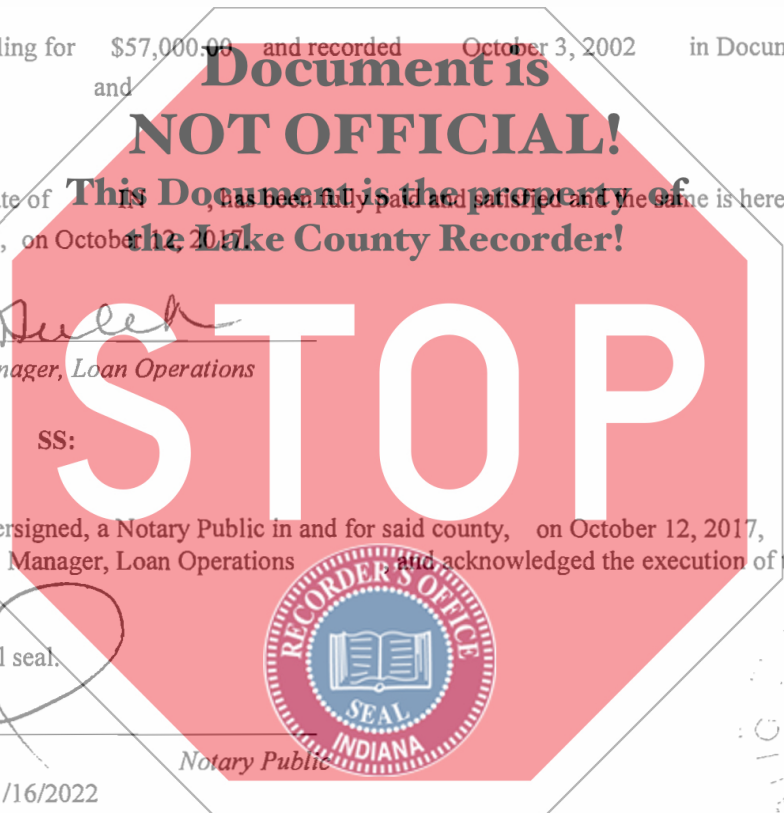 ling for $57,000.00 and recorded October 3, 2002 in Docum
and
Document is
NOT OFFICIAL!
te of IN , has been fully paid and satisfied and the same is here
This Document is the property of
, on October 12, 2017.
the Lake County Recorder!
STOP
nager, Loan Operations
SS:
ersigned, a Notary Public in and for said county, on October 12, 2017,
Manager, Loan Operations , and acknowledged the execution of
RECORDER'S OFFICE
SEAL
INDIANA
l seal.
Notary Public
/16/2022